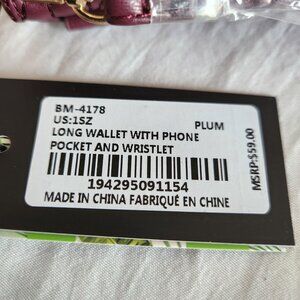 BM-4178
US:1SZ PLUM
LONG WALLET WITH PHONE
POCKET AND WRISTLET
194295091154
MADE IN CHINA FABRIQUÉ EN CHINE
MSRP:$59.00